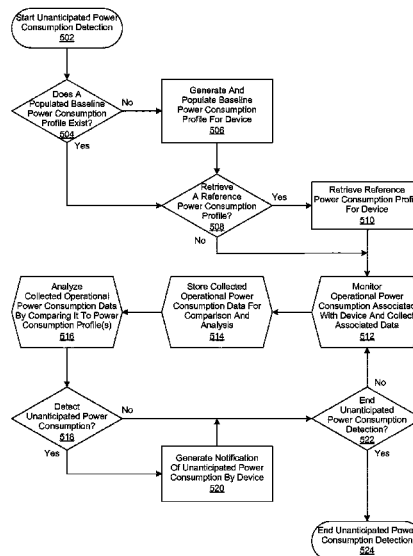 Start Unanticipated Power
Consumption Detection
502
Does A
Populated Baseline
Power Consumption
Profile Exist?
504
No
Yes
Generate And
Populate Baseline
Power Consumption
Profile For Device
506
Retrieve
A Reference
Power Consumption
Profile?
508
Yes
No
Retrieve Reference
Power Consumption Profile
For Device
510
Analyze
Collected Operational
Power Consumption Data
By Comparing It To Power
Consumption Profile(s)
516
Store Collected
Operational Power
Consumption Data For
Comparison And
Analysis
514
Monitor
Operational Power
Consumption Associated
With Device And Collect
Associated Data
512
Detect
Unanticipated Power
Consumption?
518
No
Yes
Generate Notification
Of Unanticipated Power
Consumption By Device
520
No
End
Unanticipated
Power Consumption
Detection?
522
Yes
End Unanticipated Power
Consumption Detection
524